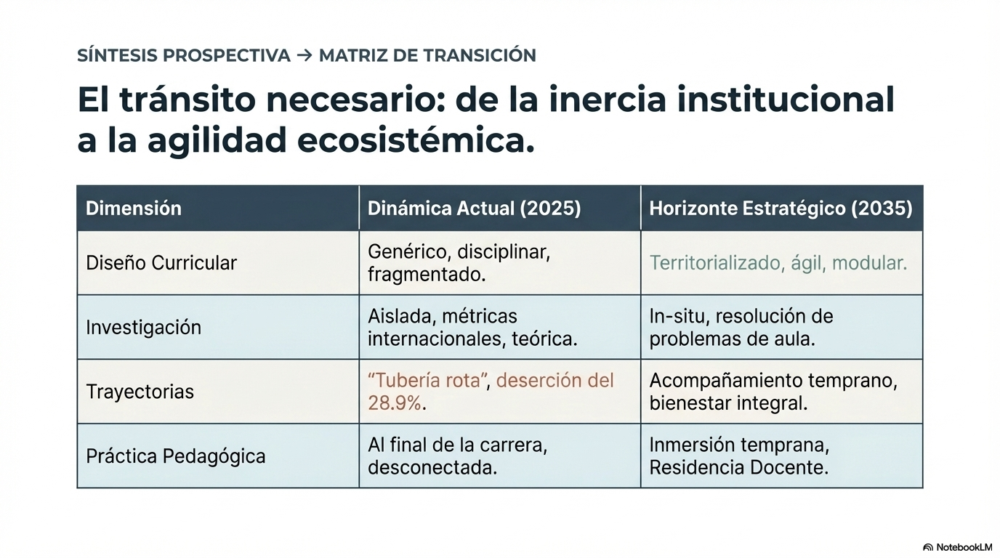 SÍNTESIS PROSPECTIVA → MATRIZ DE TRANSICIÓN
El tránsito necesario: de la inercia institucional
a la agilidad ecosistémica.
Dimensión
Dinámica Actual (2025)
Horizonte Estratégico (2035)
Diseño Curricular
Genérico, disciplinar,
fragmentado.
Territorializado, ágil, modular.
Investigación
Aislada, métricas
internacionales, teórica.
In-situ, resolución de
problemas de aula.
Trayectorias
“Tubería rota”, deserción del
28.9%.
Acompañamiento temprano,
bienestar integral.
Práctica Pedagógica
Al final de la carrera,
desconectada.
Inmersión temprana,
Residencia Docente.
NotebookLM